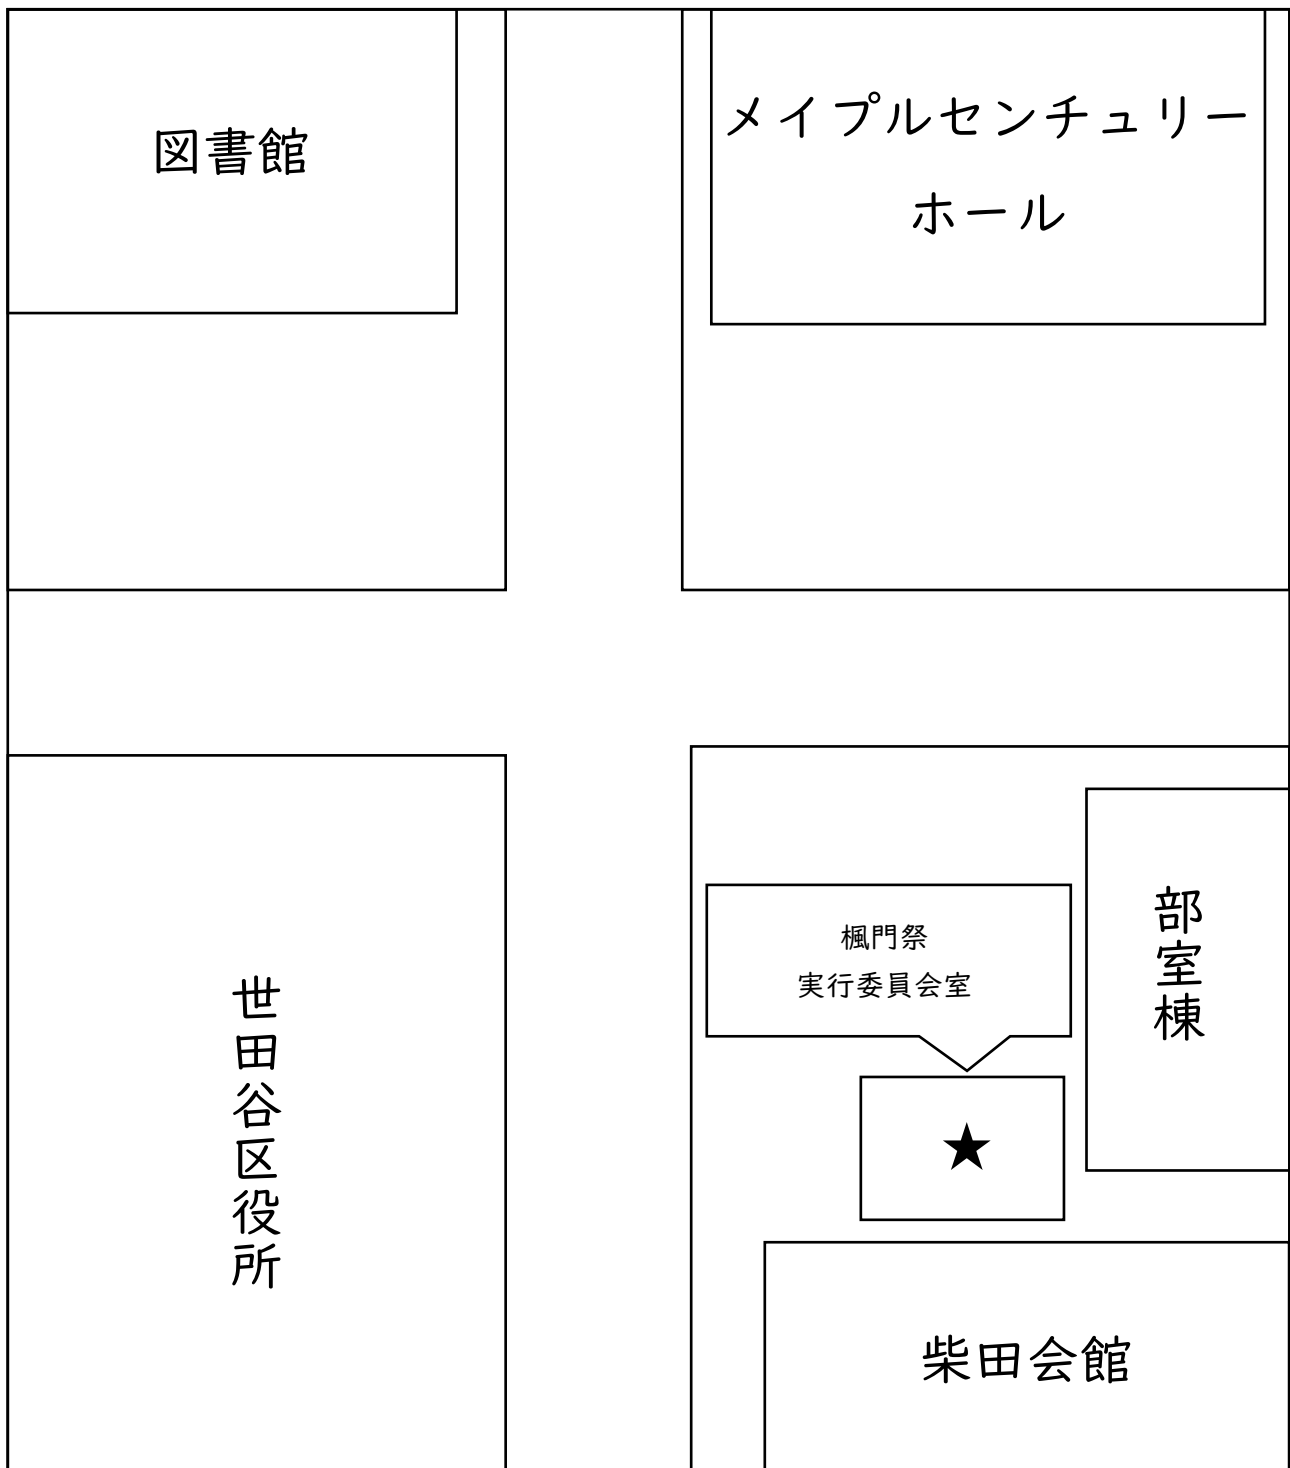 図書館
メイプルセンチュリー
ホール
世田谷区役所
楓門祭
実行委員会室
部室棟
★
柴田会館